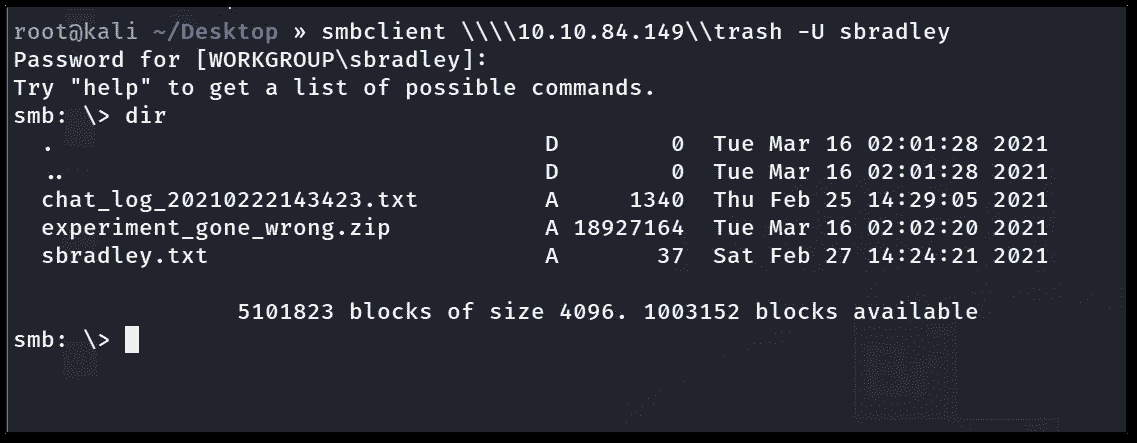 root@kali ~/Desktop » smbclient \\\\10.10.84.149\\trash -U sbradley
Password for [WORKGROUP\sbradley]:
Try "help" to get a list of possible commands.
smb: \> dir
  .                                   D        0  Tue Mar 16 02:01:28 2021
  ..                                  D        0  Tue Mar 16 02:01:28 2021
  chat_log_20210222143423.txt         A     1340  Thu Feb 25 14:29:05 2021
  experiment_gone_wrong.zip           A 18927164  Tue Mar 16 02:02:20 2021
  sbradley.txt                        A       37  Sat Feb 27 14:24:21 2021
                5101823 blocks of size 4096. 1003152 blocks available
smb: \>